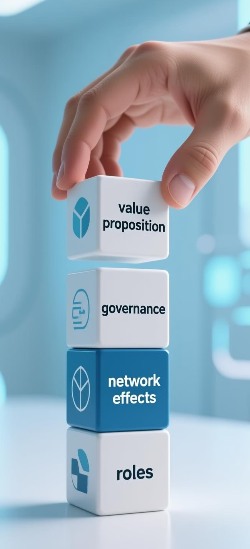 value
proposition
governance
network
effects
roles